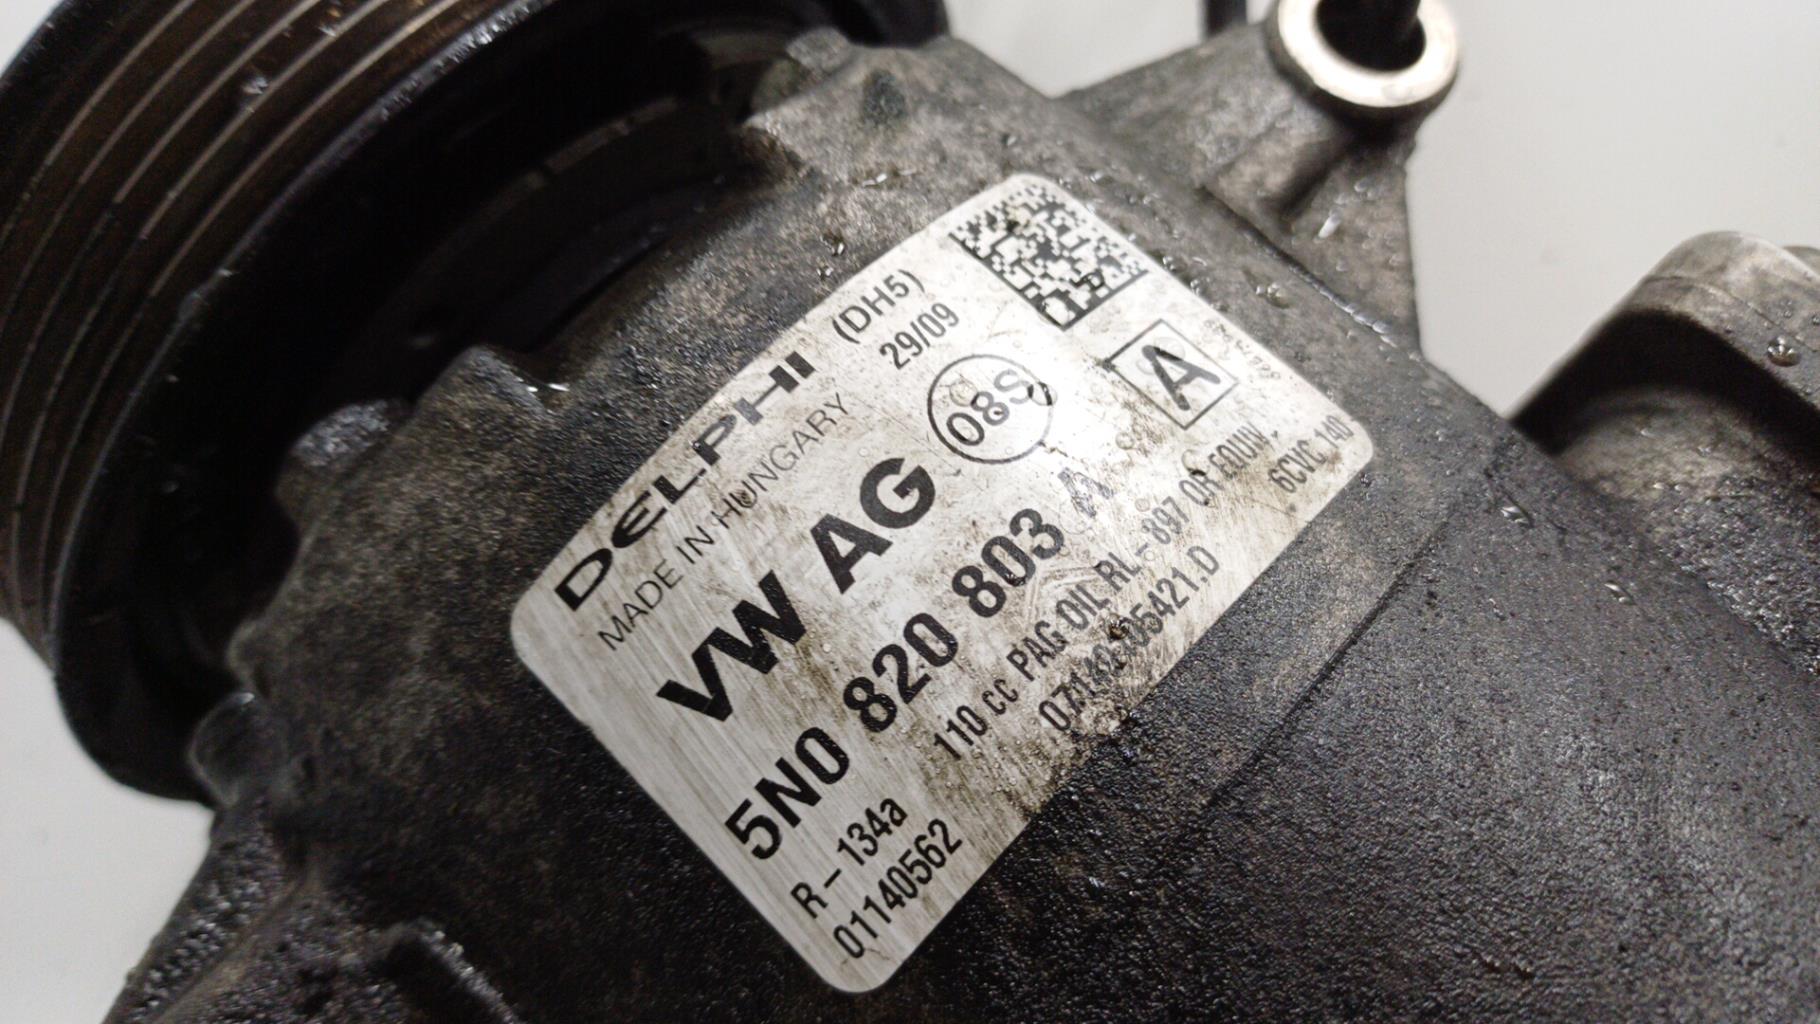 DELPHI (DH5)
MADE IN HUNGARY 29/09
VW AG 08S A
5N0 820 803 A
R-134a 110 CC PAG OIL RL-897 OR EQUIV.
01140562 6CVC 140